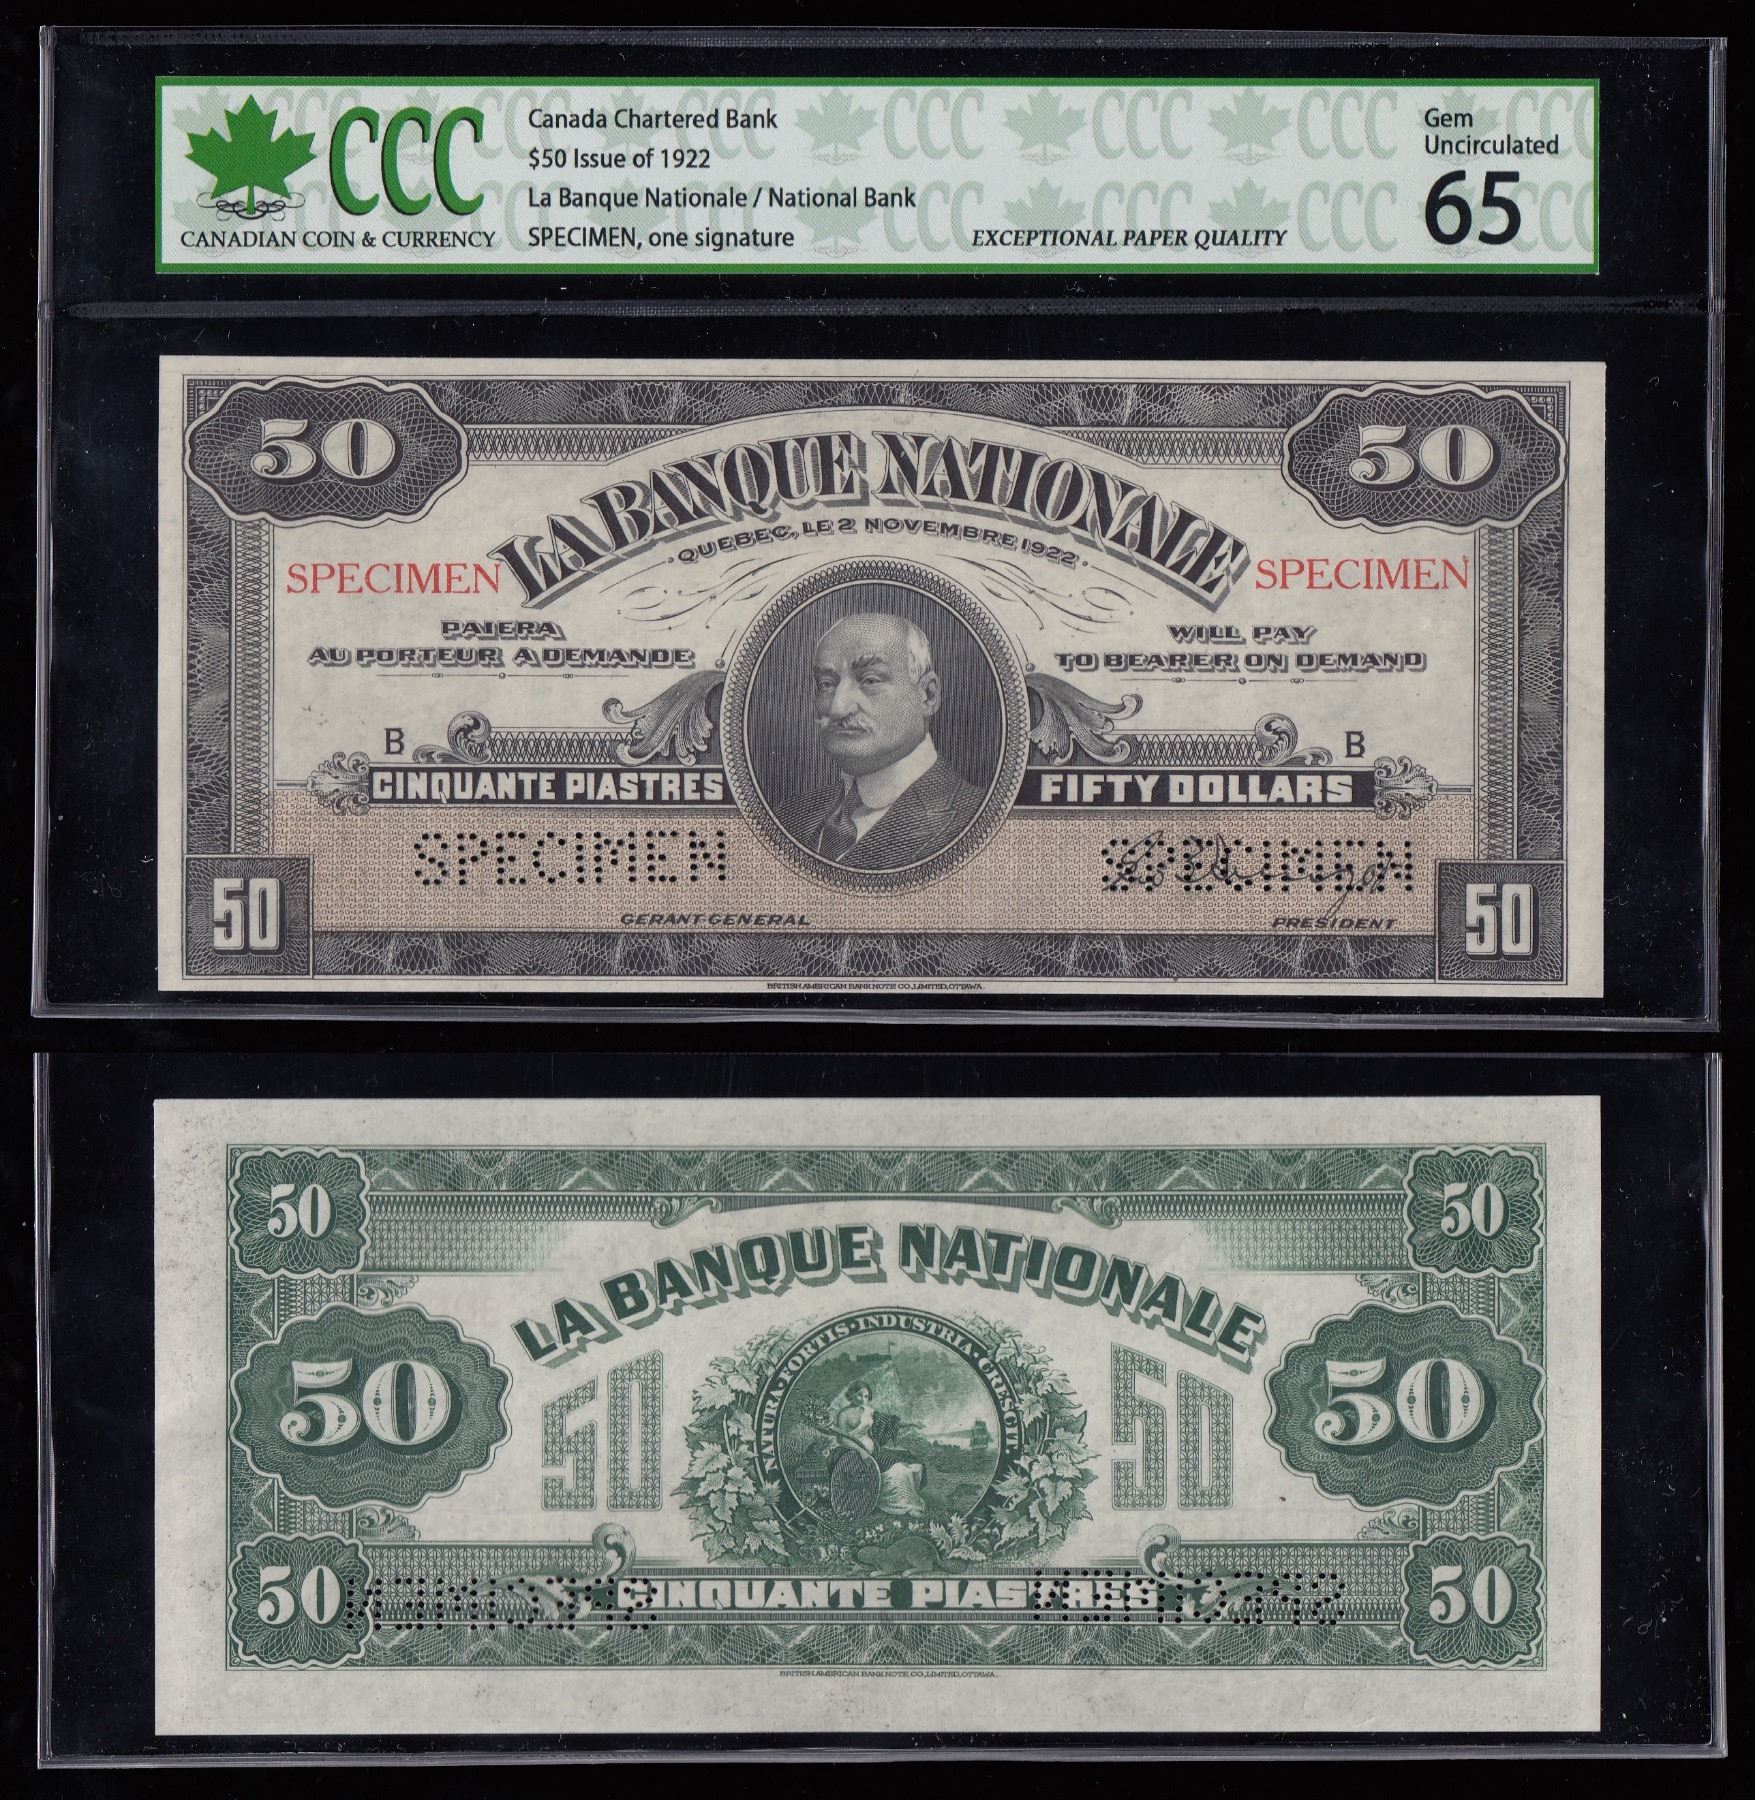 CCC
CANADIAN COIN & CURRENCY
Canada Chartered Bank
$50 Issue of 1922
La Banque Nationale / National Bank
SPECIMEN, one signature
EXCEPTIONAL PAPER QUALITY
Gem
Uncirculated
65
50 50
LA BANQUE NATIONALE
QUEBEC, LE 2 NOVEMBRE 1922
SPECIMEN SPECIMEN
PAIERA
AU PORTEUR A DEMANDE
WILL PAY
TO BEARER ON DEMAND
B B
CINQUANTE PIASTRES FIFTY DOLLARS
SPECIMEN SPECIMEN
50 50
GERANT-GENERAL PRESIDENT
BRITISH AMERICAN BANK NOTE CO., LIMITED, OTTAWA.
50 50
LA BANQUE NATIONALE
NATURA·FORTIS·INDUSTRIA·CRESCIT
50 50 50 50
50 CINQUANTE PIASTRES 50
SPECIMEN SPECIMEN
BRITISH AMERICAN BANK NOTE CO., LIMITED, OTTAWA.